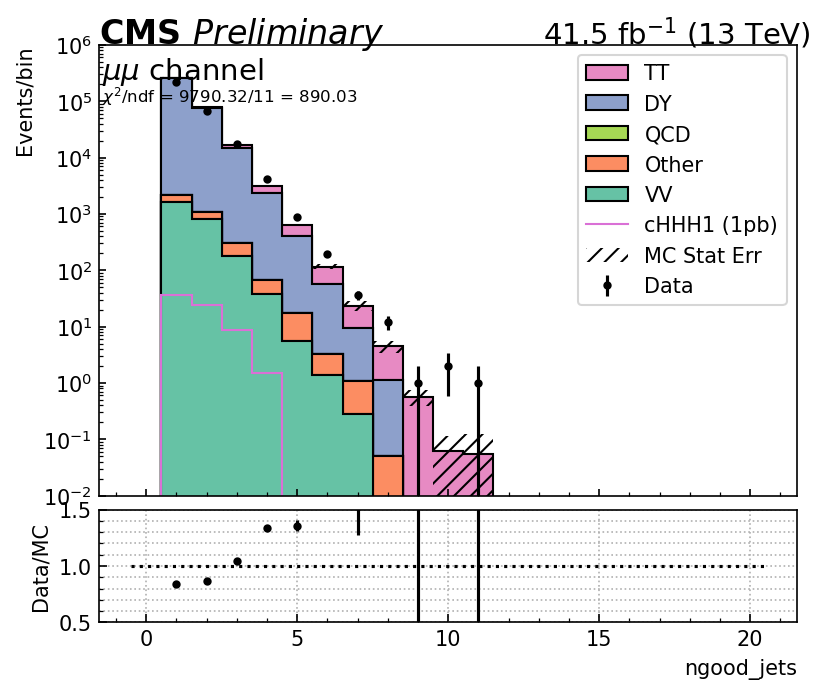 CMS Preliminary 41.5 fb⁻¹ (13 TeV)
μμ channel
χ²/ndf = 9790.32/11 = 890.03
Events/bin
10⁶
10⁵
10⁴
10³
10²
10¹
10⁰
10⁻¹
10⁻²
TT
DY
QCD
Other
VV
cHHH1 (1pb)
MC Stat Err
Data
Data/MC
1.5
1.0
0.5
0 5 10 15 20
ngood_jets